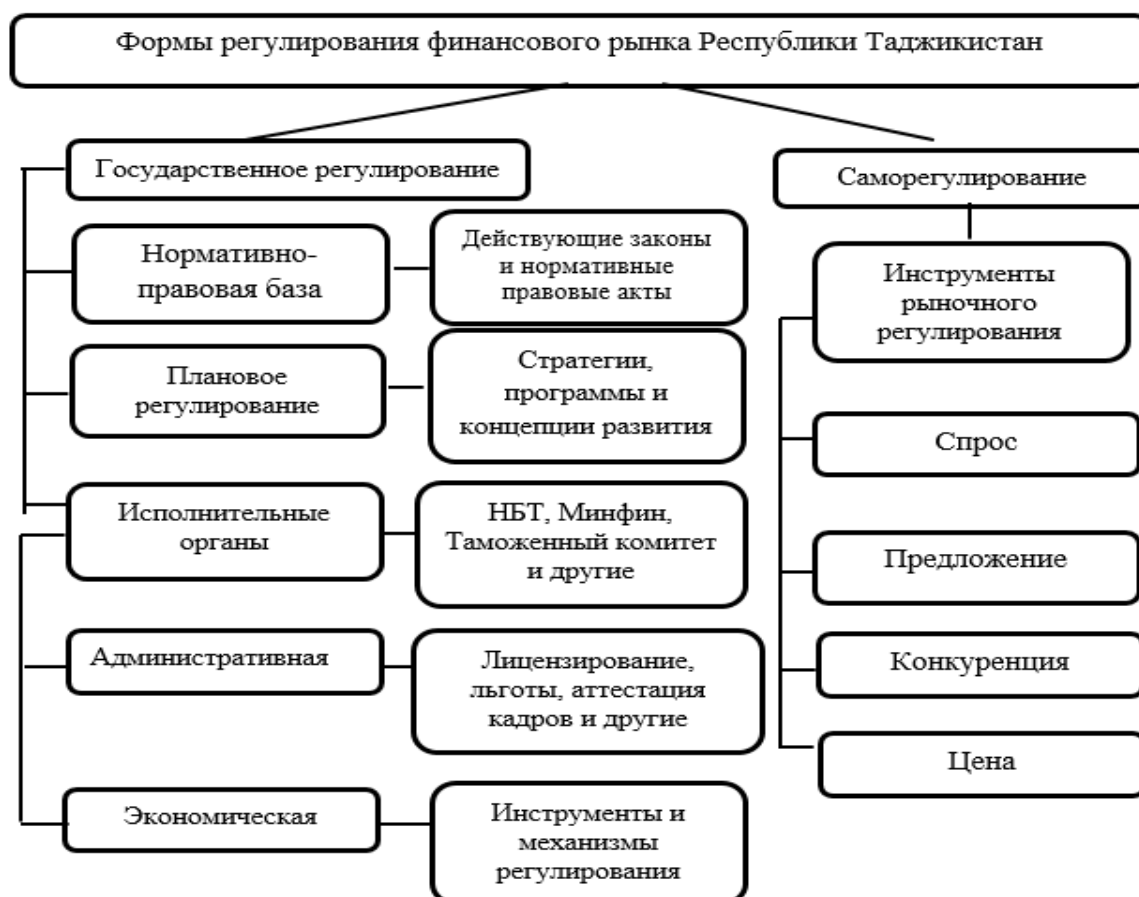 Формы регулирования финансового рынка Республики Таджикистан
Государственное регулирование
Нормативно-
правовая база
Действующие законы
и нормативные
правовые акты
Плановое
регулирование
Стратегии,
программы и
концепции развития
Исполнительные
органы
НБТ, Минфин,
Таможенный комитет
и другие
Административная
Лицензирование,
льготы, аттестация
кадров и другие
Экономическая
Инструменты и
механизмы
регулирования
Саморегулирование
Инструменты
рыночного
регулирования
Спрос
Предложение
Конкуренция
Цена